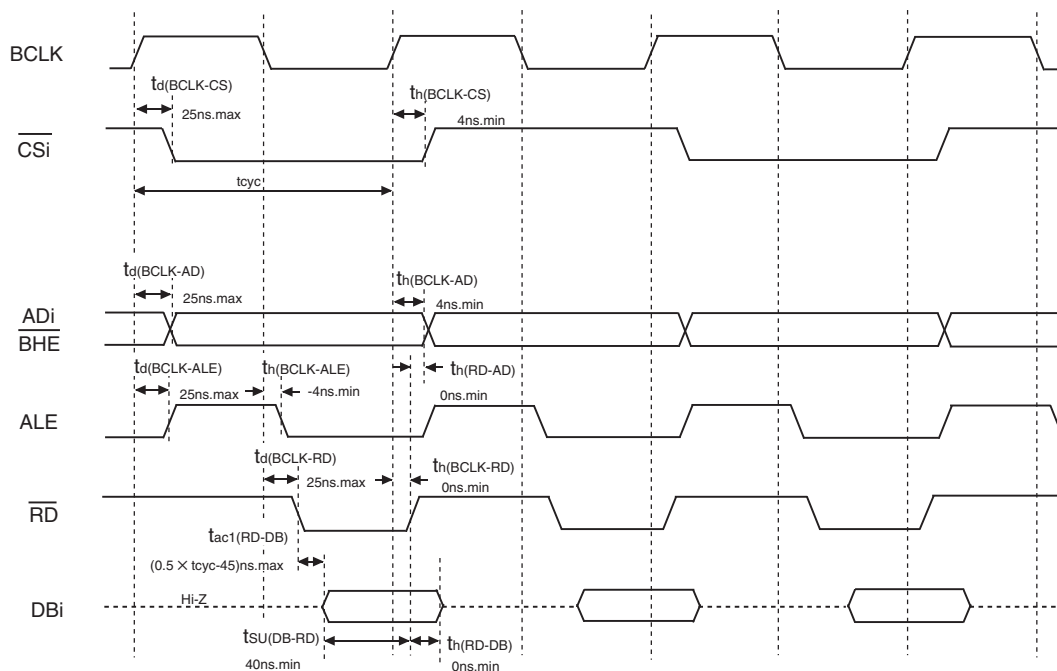 BCLK
td(BCLK-CS)
25ns.max
th(BCLK-CS)
4ns.min
CSi
tcyc
td(BCLK-AD)
25ns.max
th(BCLK-AD)
4ns.min
ADi
BHE
td(BCLK-ALE)
25ns.max
th(BCLK-ALE)
-4ns.min
th(RD-AD)
0ns.min
ALE
td(BCLK-RD)
25ns.max
th(BCLK-RD)
0ns.min
RD
tac1(RD-DB)
(0.5 × tcyc-45)ns.max
Hi-Z
DBi
tSU(DB-RD)
40ns.min
th(RD-DB)
0ns.min